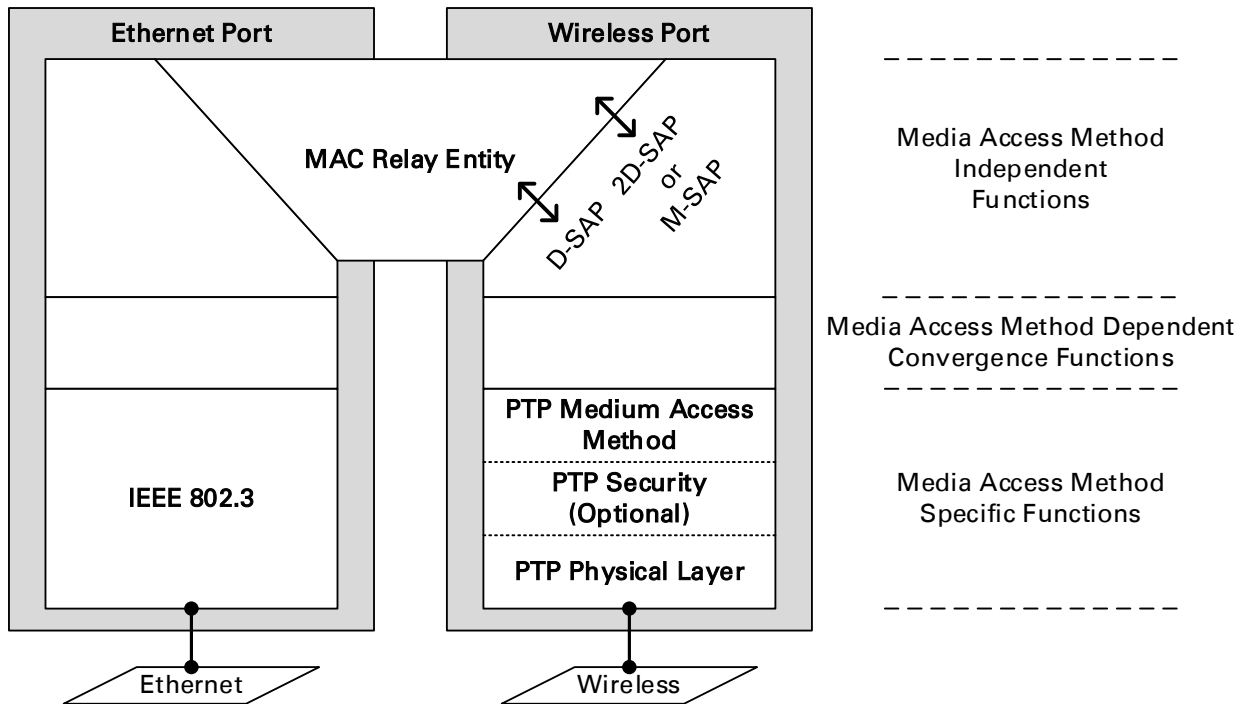 Ethernet Port
Wireless Port
MAC Relay Entity
D-SAP
2D-SAP
or
M-SAP
Media Access Method
Independent
Functions
Media Access Method Dependent
Convergence Functions
IEEE 802.3
PTP Medium Access
Method
PTP Security
(Optional)
PTP Physical Layer
Media Access Method
Specific Functions
Ethernet
Wireless